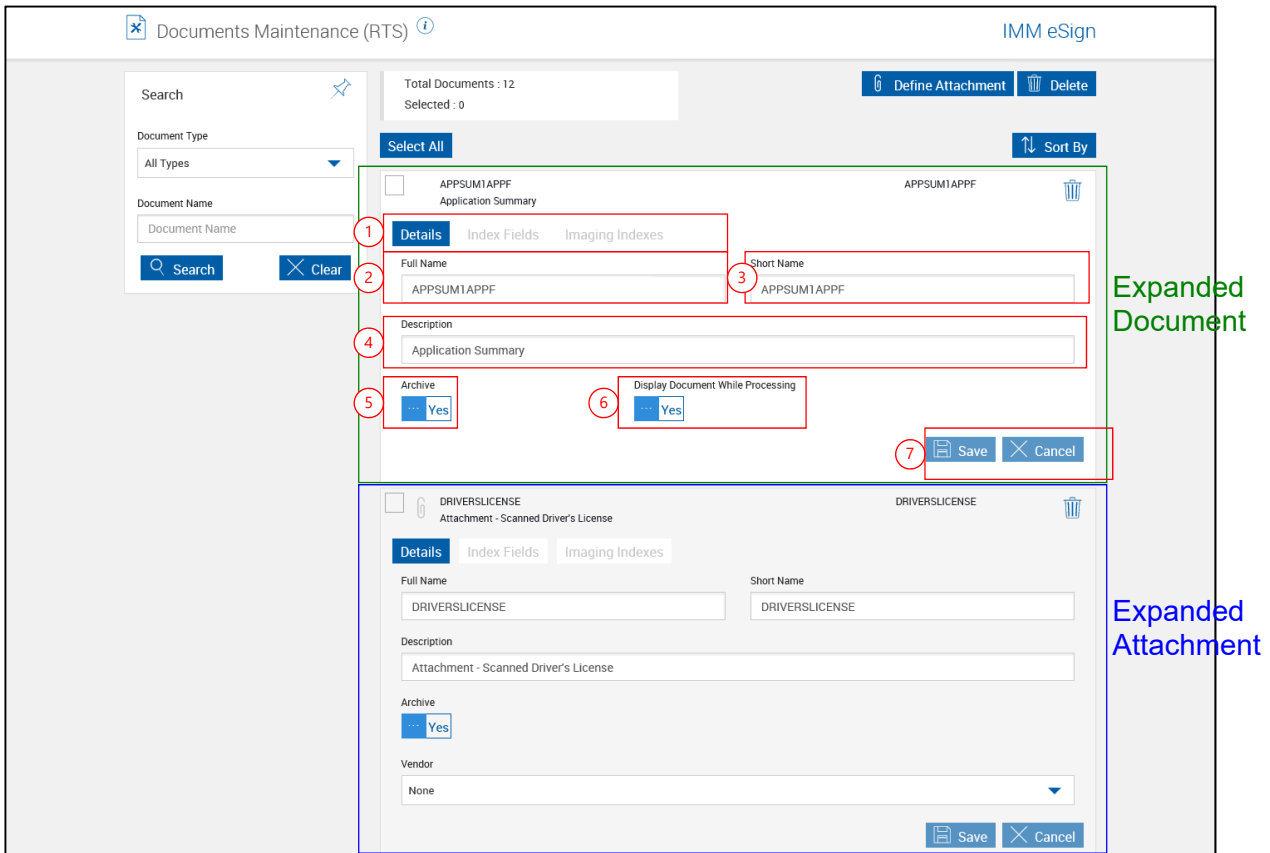 Documents Maintenance (RTS) i
IMM eSign
Search
Document Type
All Types
Document Name
Document Name
Search
Clear
Total Documents : 12
Selected : 0
Define Attachment
Delete
Select All
Sort By
APPSUM1APPF
APPSUM1APPF
Application Summary
1
Details Index Fields Imaging Indexes
2
Full Name
APPSUM1APPF
3
Short Name
APPSUM1APPF
4
Description
Application Summary
5
Archive
Yes
6
Display Document While Processing
Yes
7
Save
Cancel
Expanded
Document
DRIVERSLICENSE
DRIVERSLICENSE
Attachment - Scanned Driver's License
Details Index Fields Imaging Indexes
Full Name
DRIVERSLICENSE
Short Name
DRIVERSLICENSE
Description
Attachment - Scanned Driver's License
Archive
Yes
Vendor
None
Save
Cancel
Expanded
Attachment